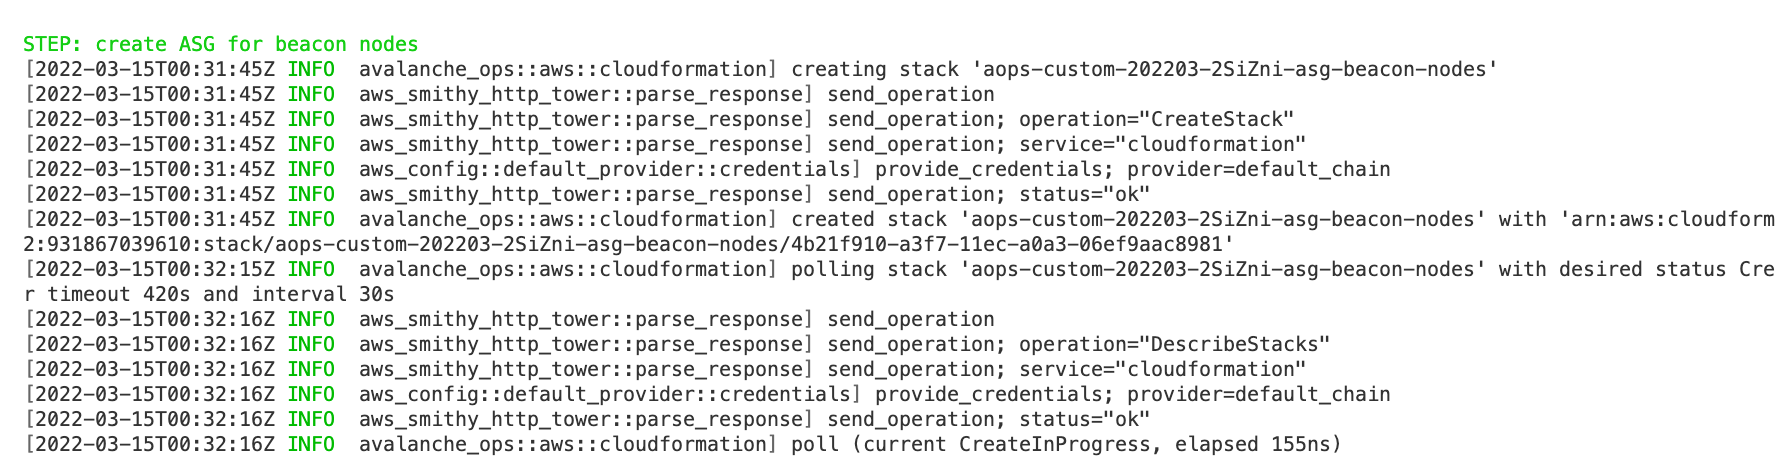 STEP: create ASG for beacon nodes
[2022-03-15T00:31:45Z INFO  avalanche_ops::aws::cloudformation] creating stack 'aops-custom-202203-2SiZni-asg-beacon-nodes'
[2022-03-15T00:31:45Z INFO  aws_smithy_http_tower::parse_response] send_operation
[2022-03-15T00:31:45Z INFO  aws_smithy_http_tower::parse_response] send_operation; operation="CreateStack"
[2022-03-15T00:31:45Z INFO  aws_smithy_http_tower::parse_response] send_operation; service="cloudformation"
[2022-03-15T00:31:45Z INFO  aws_config::default_provider::credentials] provide_credentials; provider=default_chain
[2022-03-15T00:31:45Z INFO  aws_smithy_http_tower::parse_response] send_operation; status="ok"
[2022-03-15T00:31:45Z INFO  avalanche_ops::aws::cloudformation] created stack 'aops-custom-202203-2SiZni-asg-beacon-nodes' with 'arn:aws:cloudform
2:931867039610:stack/aops-custom-202203-2SiZni-asg-beacon-nodes/4b21f910-a3f7-11ec-a0a3-06ef9aac8981'
[2022-03-15T00:32:15Z INFO  avalanche_ops::aws::cloudformation] polling stack 'aops-custom-202203-2SiZni-asg-beacon-nodes' with desired status Cre
r timeout 420s and interval 30s
[2022-03-15T00:32:16Z INFO  aws_smithy_http_tower::parse_response] send_operation
[2022-03-15T00:32:16Z INFO  aws_smithy_http_tower::parse_response] send_operation; operation="DescribeStacks"
[2022-03-15T00:32:16Z INFO  aws_smithy_http_tower::parse_response] send_operation; service="cloudformation"
[2022-03-15T00:32:16Z INFO  aws_config::default_provider::credentials] provide_credentials; provider=default_chain
[2022-03-15T00:32:16Z INFO  aws_smithy_http_tower::parse_response] send_operation; status="ok"
[2022-03-15T00:32:16Z INFO  avalanche_ops::aws::cloudformation] poll (current CreateInProgress, elapsed 155ns)